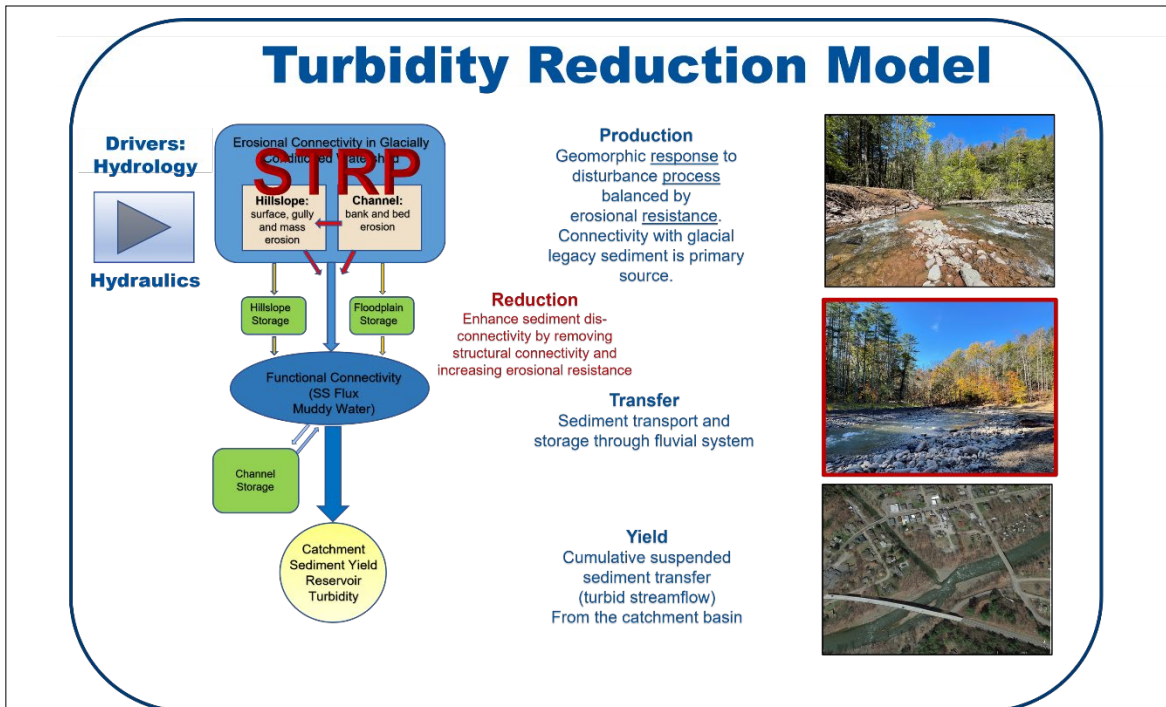 Turbidity Reduction Model
Drivers:
Hydrology
Hydraulics
Erosional Connectivity in Glacially
Conditioned Watershed
STRP
Hillslope:
surface, gully
and mass
erosion
Channel:
bank and bed
erosion
Hillslope
Storage
Floodplain
Storage
Functional Connectivity
(SS Flux
Muddy Water)
Channel
Storage
Catchment
Sediment Yield
Reservoir
Turbidity
Production
Geomorphic response to
disturbance process
balanced by
erosional resistance.
Connectivity with glacial
legacy sediment is primary
source.
Reduction
Enhance sediment dis-
connectivity by removing
structural connectivity and
increasing erosional resistance
Transfer
Sediment transport and
storage through fluvial system
Yield
Cumulative suspended
sediment transfer
(turbid streamflow)
From the catchment basin